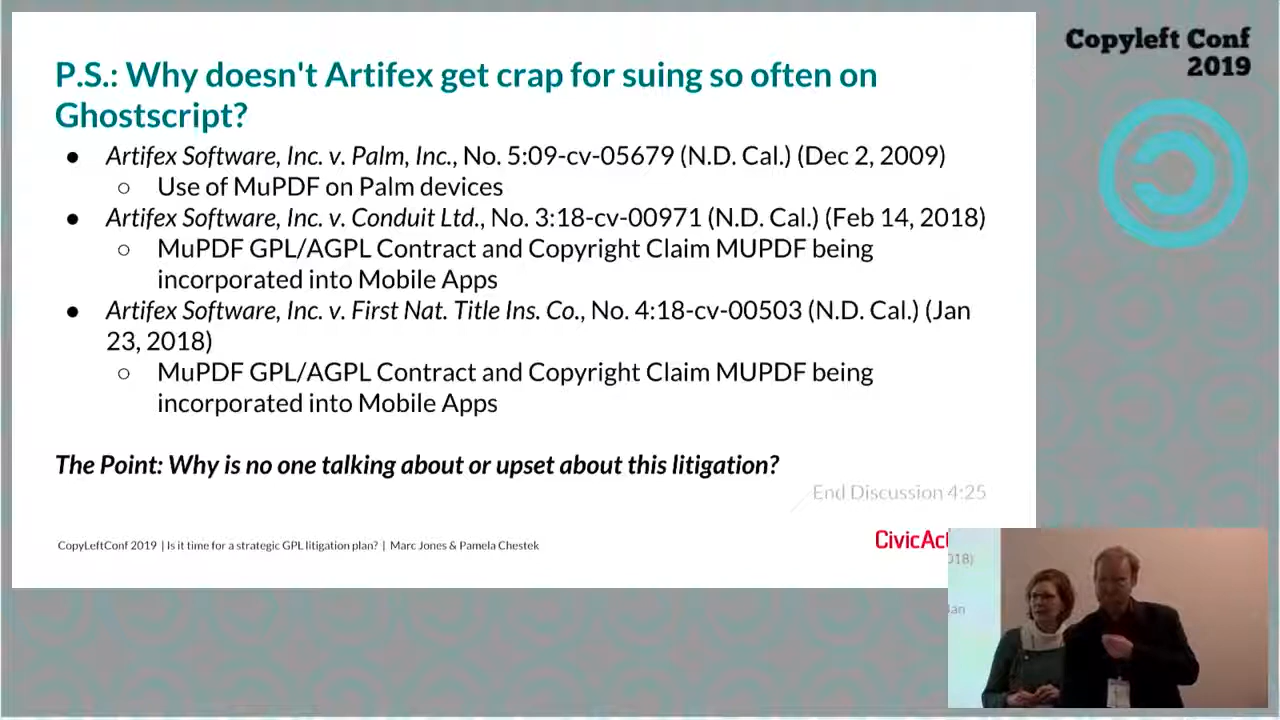 P.S.: Why doesn't Artifex get crap for suing so often on
Ghostscript?
● Artifex Software, Inc. v. Palm, Inc., No. 5:09-cv-05679 (N.D. Cal.) (Dec 2, 2009)
○ Use of MuPDF on Palm devices
● Artifex Software, Inc. v. Conduit Ltd., No. 3:18-cv-00971 (N.D. Cal.) (Feb 14, 2018)
○ MuPDF GPL/AGPL Contract and Copyright Claim MUPDF being
incorporated into Mobile Apps
● Artifex Software, Inc. v. First Nat. Title Ins. Co., No. 4:18-cv-00503 (N.D. Cal.) (Jan
23, 2018)
○ MuPDF GPL/AGPL Contract and Copyright Claim MUPDF being
incorporated into Mobile Apps
The Point: Why is no one talking about or upset about this litigation?
End Discussion 4:25
CopyLeftConf 2019 | Is it time for a strategic GPL litigation plan? | Marc Jones & Pamela Chestek
CivicAct
Copyleft Conf
2019
018)
Jan